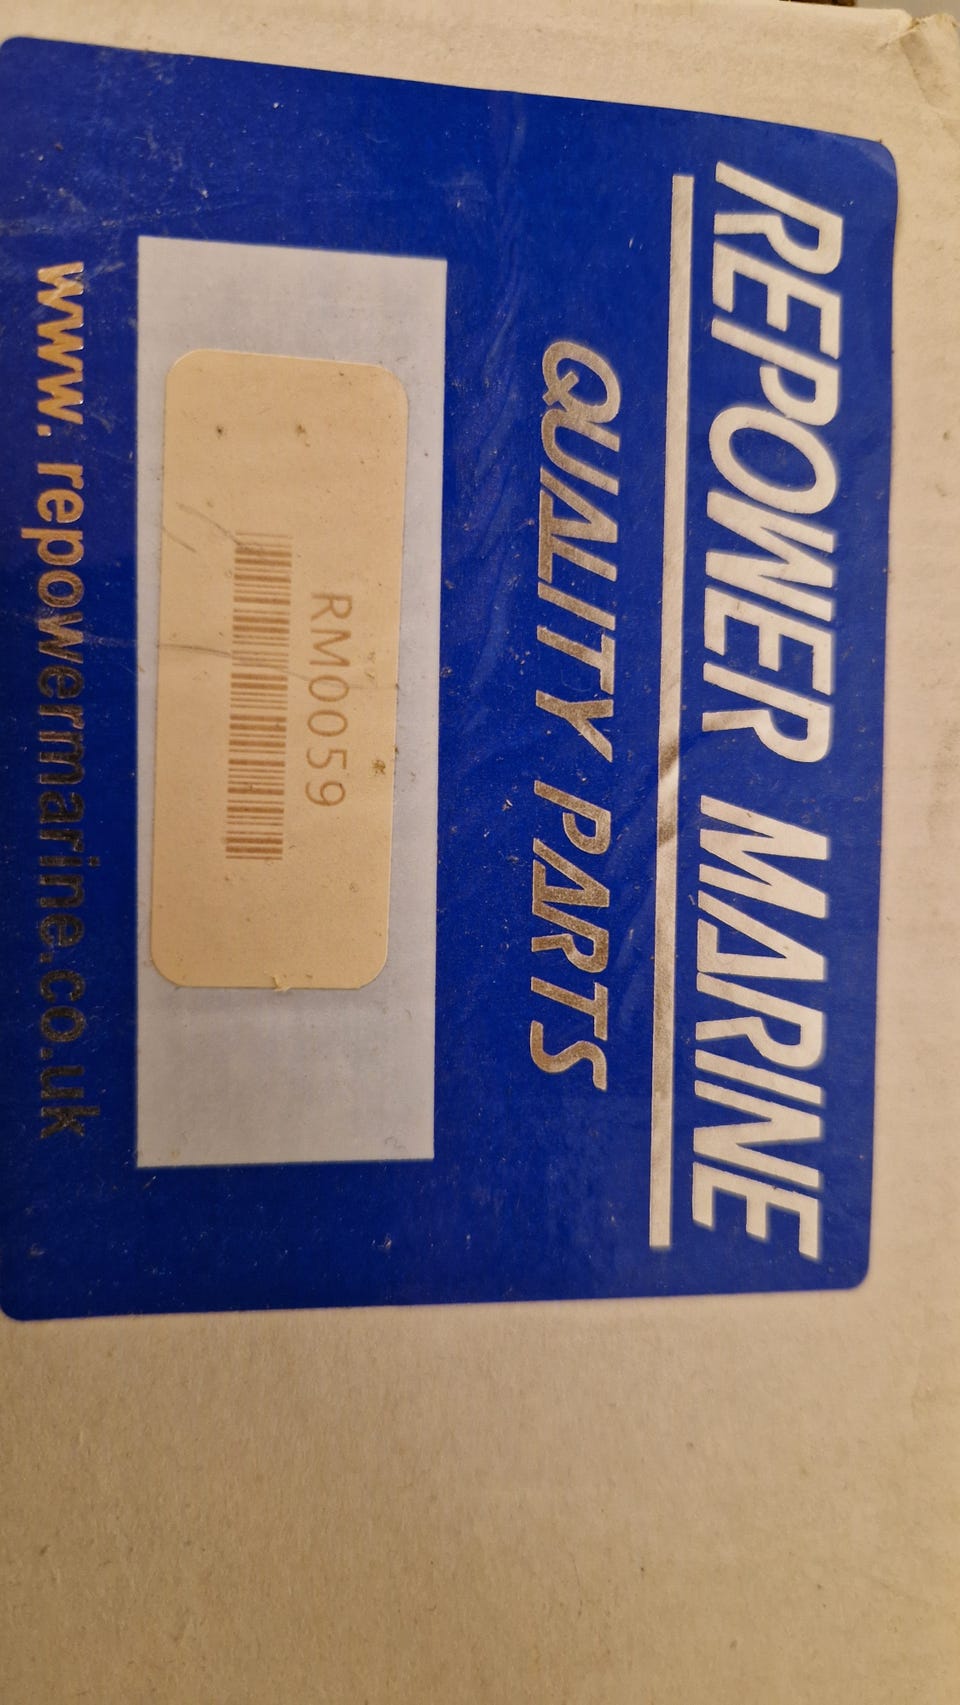 REPOWER MARINE
QUALITY PARTS
RM0059
www. repowermarine.co.uk